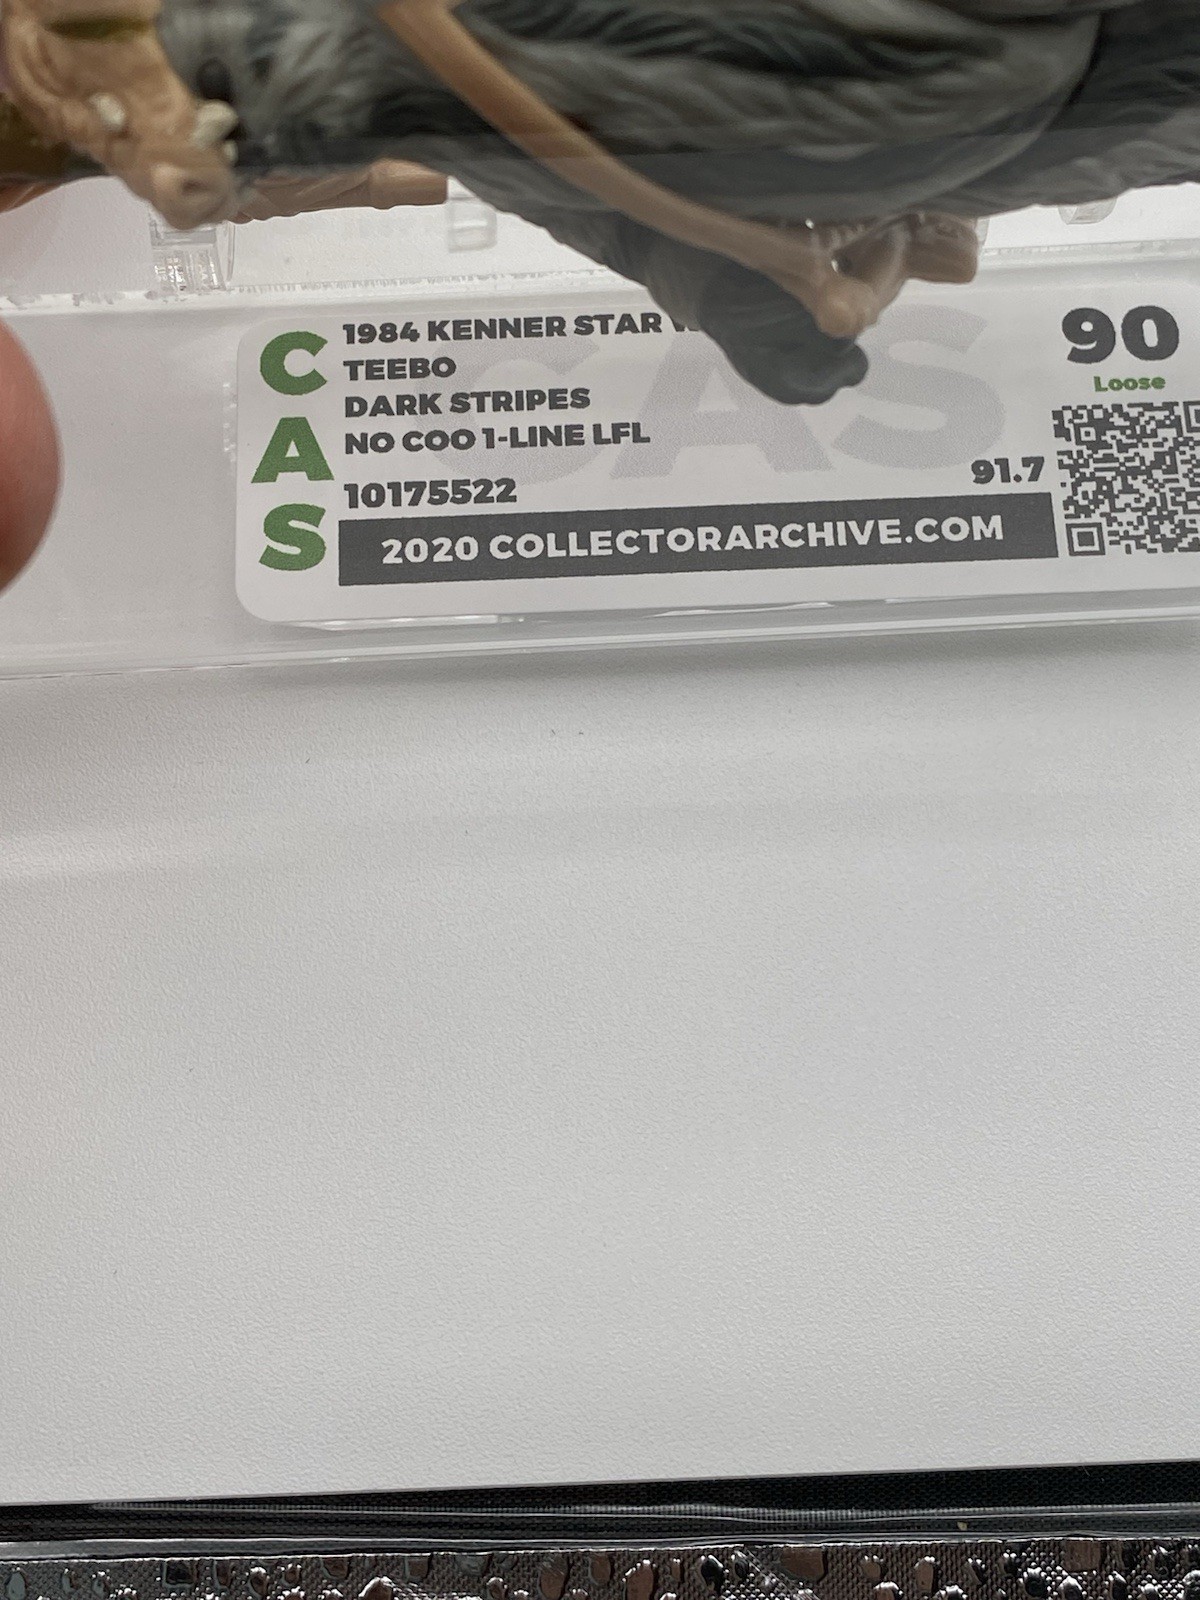 CAS
1984 KENNER STAR
TEEBO
DARK STRIPES
NO COO 1-LINE LFL
10175522
2020 COLLECTORARCHIVE.COM
CAS
90
Loose
91.7